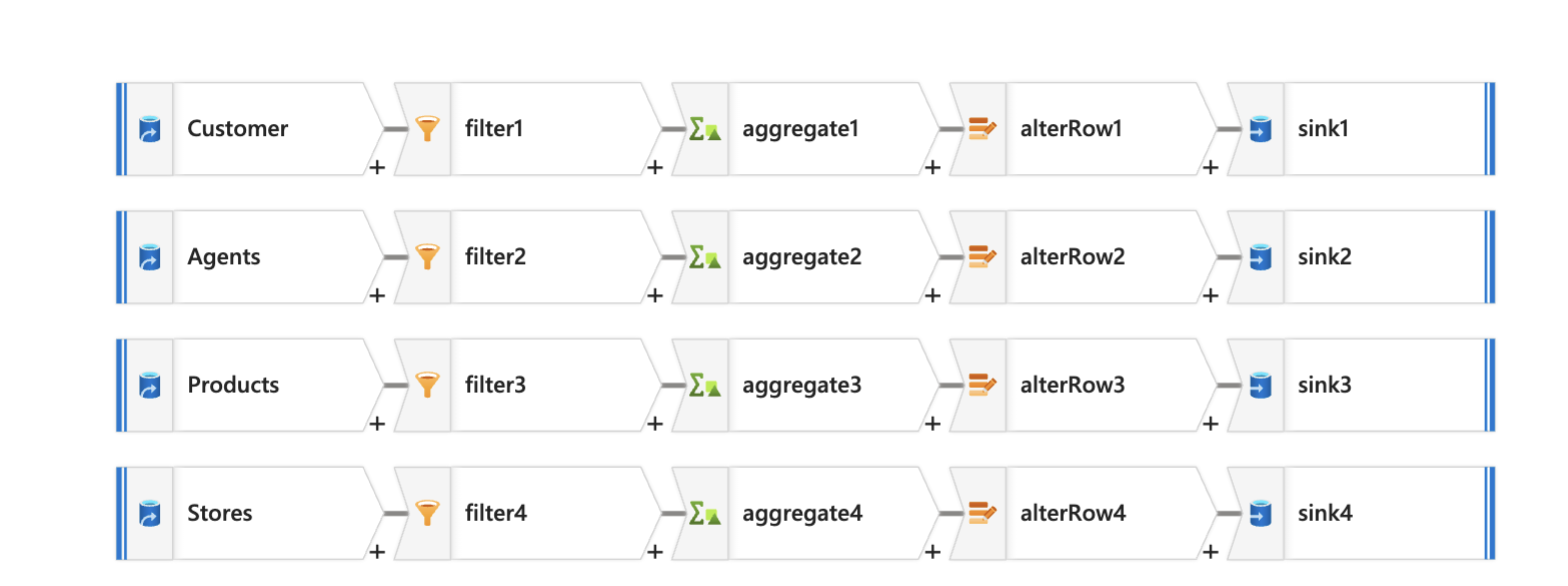 Customer filter1 aggregate1 alterRow1 sink1
Agents filter2 aggregate2 alterRow2 sink2
Products filter3 aggregate3 alterRow3 sink3
Stores filter4 aggregate4 alterRow4 sink4